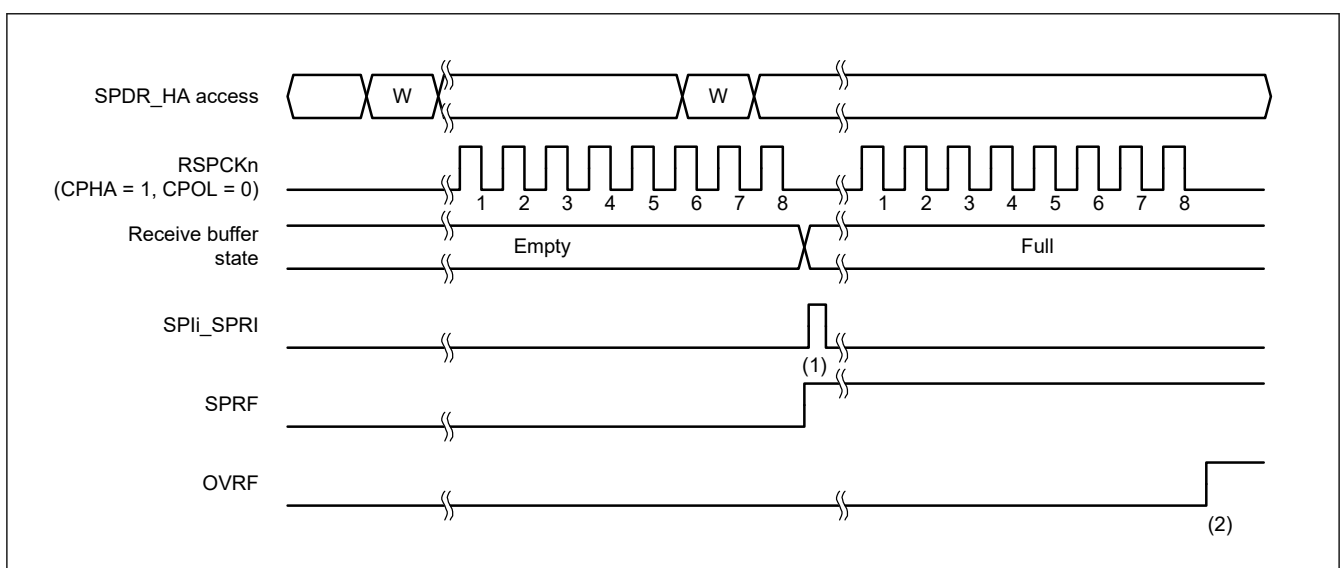 SPDR_HA access
W
W
RSPCKn
(CPHA = 1, CPOL = 0)
1 2 3 4 5 6 7 8 1 2 3 4 5 6 7 8
Receive buffer
state
Empty
Full
SPIi_SPRI
(1)
SPRF
OVRF
(2)